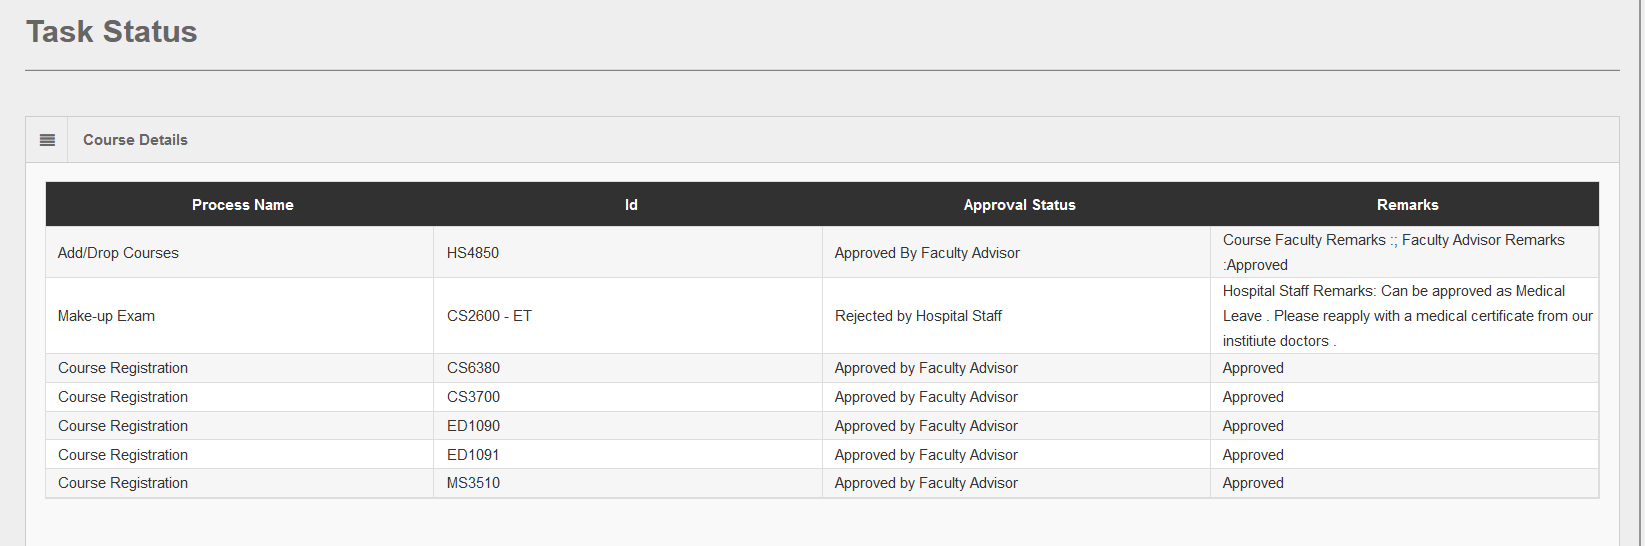 Task Status
Course Details
Process Name Id Approval Status Remarks
Add/Drop Courses HS4850 Approved By Faculty Advisor Course Faculty Remarks :; Faculty Advisor Remarks
:Approved
Make-up Exam CS2600 - ET Rejected by Hospital Staff Hospital Staff Remarks: Can be approved as Medical
Leave . Please reapply with a medical certificate from our
institiute doctors .
Course Registration CS6380 Approved by Faculty Advisor Approved
Course Registration CS3700 Approved by Faculty Advisor Approved
Course Registration ED1090 Approved by Faculty Advisor Approved
Course Registration ED1091 Approved by Faculty Advisor Approved
Course Registration MS3510 Approved by Faculty Advisor Approved